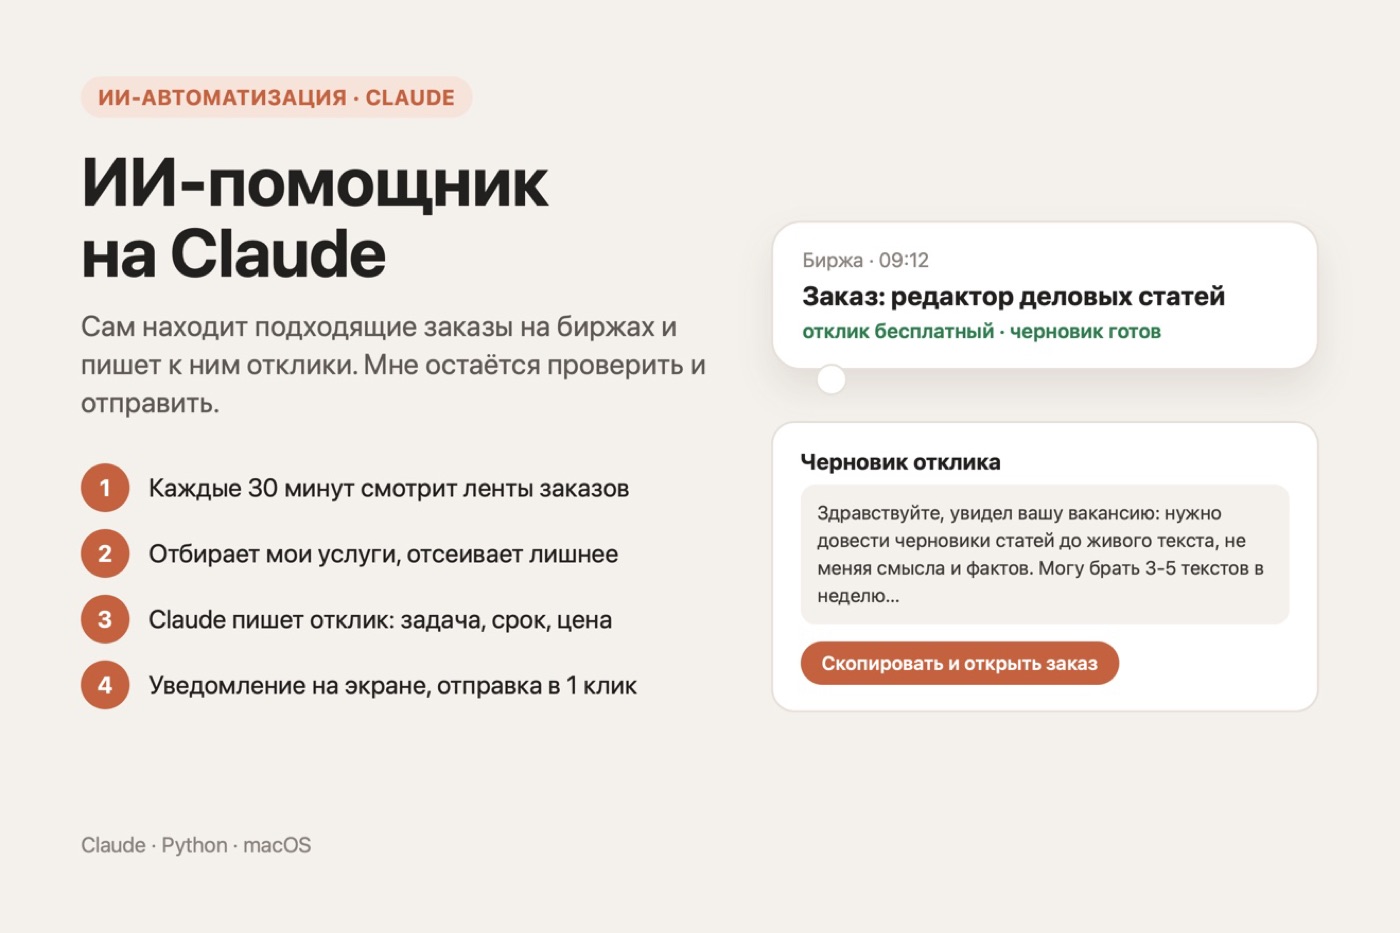 ИИ-АВТОМАТИЗАЦИЯ · CLAUDE
ИИ-помощник
на Claude
Сам находит подходящие заказы на биржах и
пишет к ним отклики. Мне остаётся проверить и
отправить.
1 Каждые 30 минут смотрит ленты заказов
2 Отбирает мои услуги, отсеивает лишнее
3 Claude пишет отклик: задача, срок, цена
4 Уведомление на экране, отправка в 1 клик
Claude · Python · macOS
Биржа · 09:12
Заказ: редактор деловых статей
отклик бесплатный · черновик готов
Черновик отклика
Здравствуйте, увидел вашу вакансию: нужно
довести черновики статей до живого текста, не
меняя смысла и фактов. Могу брать 3-5 текстов в
неделю...
Скопировать и открыть заказ